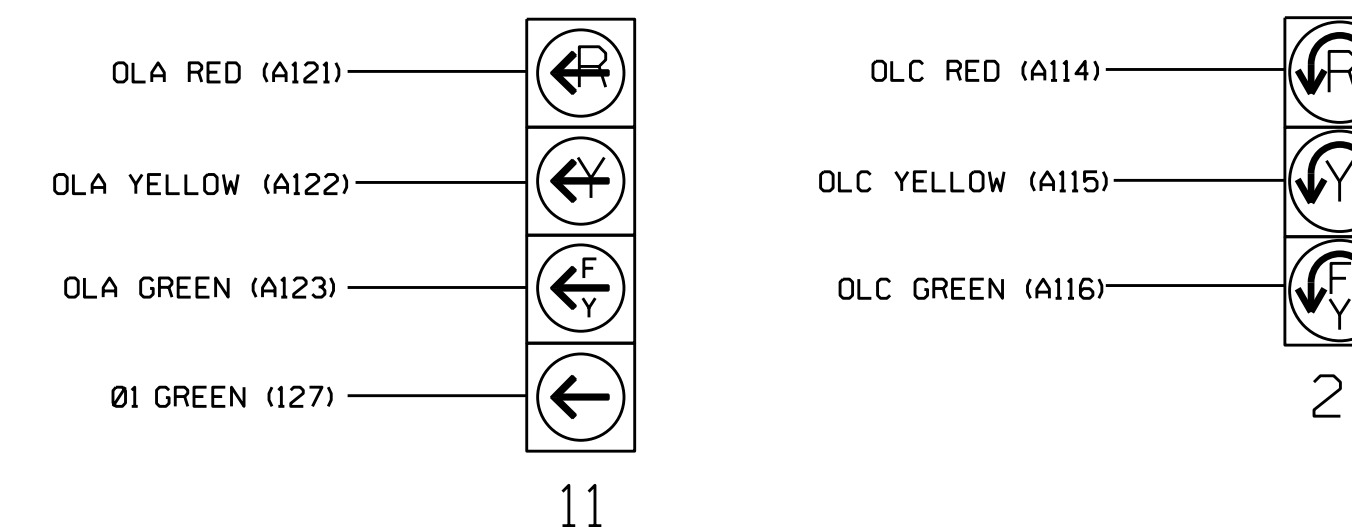 OLA RED (A121)
R
OLA YELLOW (A122)
Y
OLA GREEN (A123)
F
Y
Ø1 GREEN (127)
11
OLC RED (A114)
R
OLC YELLOW (A115)
Y
OLC GREEN (A116)
F
Y
2